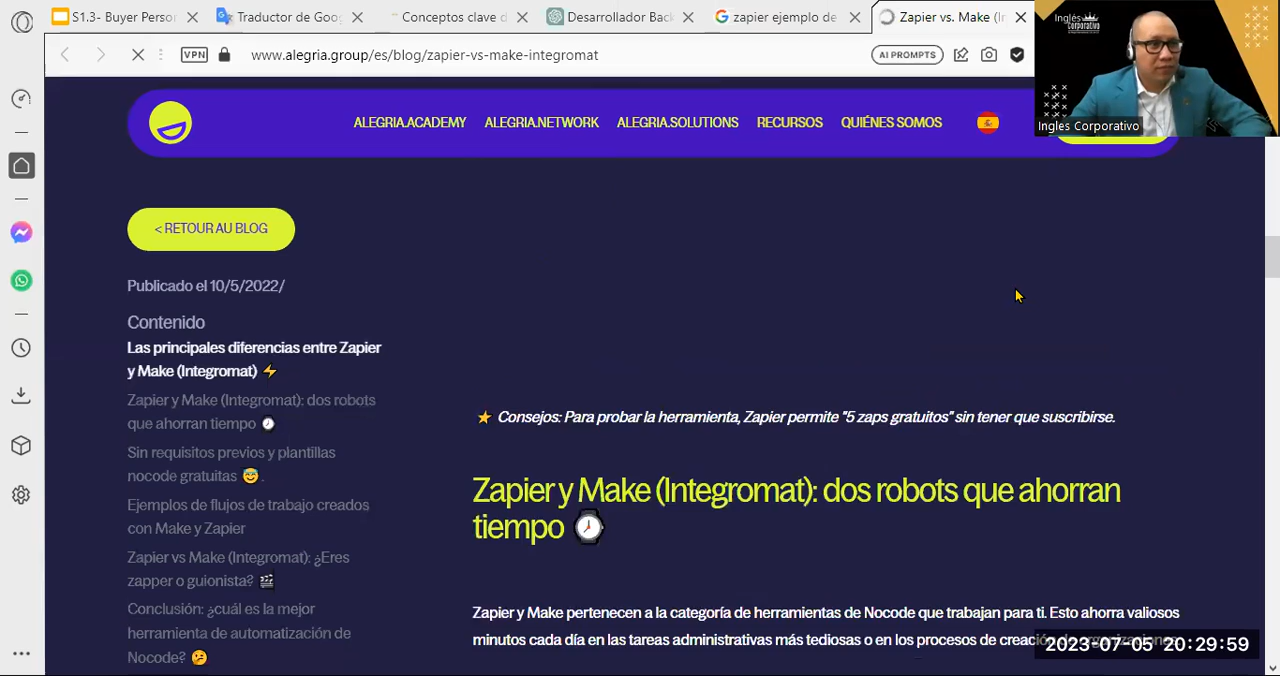 S1.3- Buyer Person
Traductor de Goo
Conceptos clave d
Desarrollador Back
zapier ejemplo de
Zapier vs. Make (In
VPN
www.alegria.group/es/blog/zapier-vs-make-integromat
AI PROMPTS
Inglés
Corporativo
Ingles Corporativo
ALEGRIA.ACADEMY
ALEGRIA.NETWORK
ALEGRIA.SOLUTIONS
RECURSOS
QUIÉNES SOMOS
< RETOUR AU BLOG
Publicado el 10/5/2022/
Contenido
Las principales diferencias entre Zapier
y Make (Integromat) ⚡
Zapier y Make (Integromat): dos robots
que ahorran tiempo 🕗
Sin requisitos previos y plantillas
nocode gratuitas 😅.
Ejemplos de flujos de trabajo creados
con Make y Zapier
Zapier vs Make (Integromat): ¿Eres
zapper o guionista? 🎬
Conclusión: ¿cuál es la mejor
herramienta de automatización de
Nocode? 🤔
⭐ Consejos: Para probar la herramienta, Zapier permite "5 zaps gratuitos" sin tener que suscribirse.
Zapier y Make (Integromat): dos robots que ahorran
tiempo ⌚
Zapier y Make pertenecen a la categoría de herramientas de Nocode que trabajan para ti. Esto ahorra valiosos
minutos cada día en las tareas administrativas más tediosas o en los procesos de creación de organizaciones
2023-07-05 20:29:59